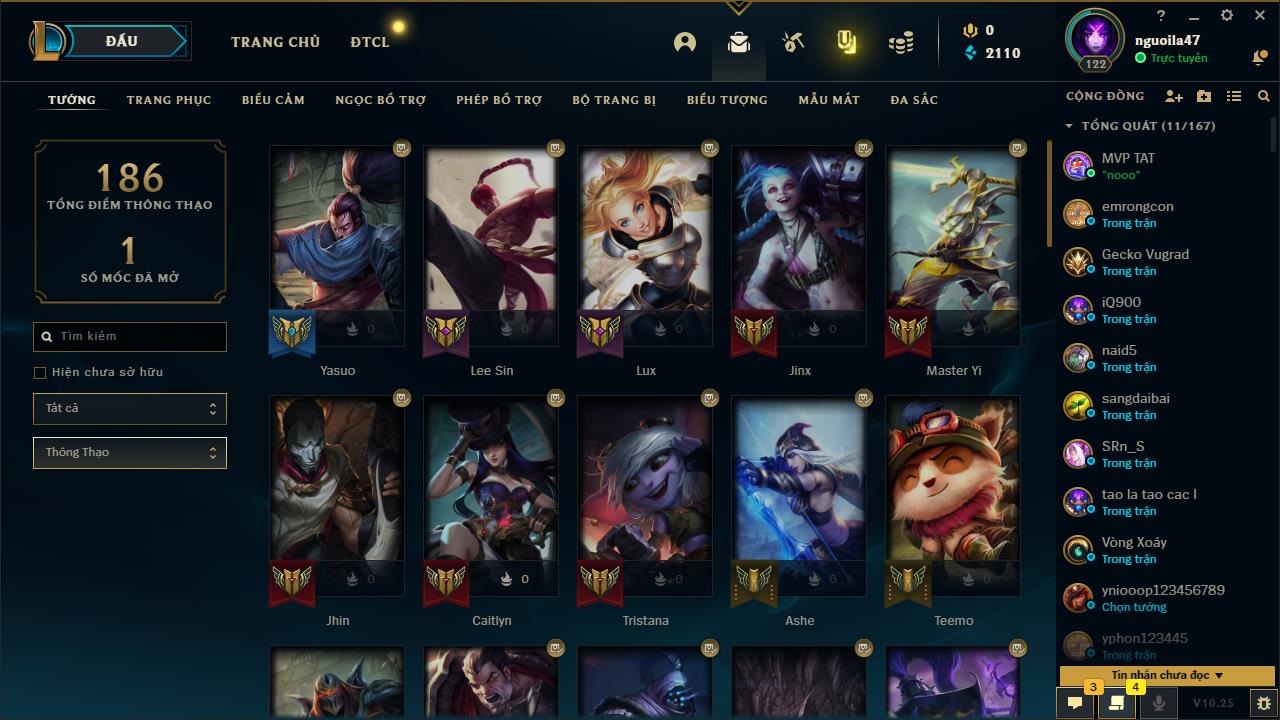 ĐẤU
TRANG CHỦ
ĐTCL
0
2110
?
nguoila47
122
Trực tuyến
TƯỚNG
TRANG PHỤC
BIỂU CẢM
NGỌC BỔ TRỢ
PHÉP BỔ TRỢ
BỘ TRANG BỊ
BIỂU TƯỢNG
MẪU MẮT
ĐA SẮC
186
TỔNG ĐIỂM THÔNG THẠO
1
SỐ MỐC ĐÃ MỞ
Tìm kiếm
Hiện chưa sở hữu
Tất cả
Thông Thạo
0
0
0
0
0
Yasuo
Lee Sin
Lux
Jinx
Master Yi
0
0
0
0
0
Jhin
Caitlyn
Tristana
Ashe
Teemo
CỘNG ĐỒNG
TỔNG QUÁT (11/167)
MVP TAT
"nooo"
emrongcon
Trong trận
Gecko Vugrad
Trong trận
iQ900
Trong trận
naid5
Trong trận
sangdaibai
Trong trận
SRn_S
Trong trận
tao la tao cac I
Trong trận
Vòng Xoáy
Trong trận
yniooop123456789
Chọn tướng
yphon123445
Trong trận
Tin nhắn chưa đọc
3
4
V10.25